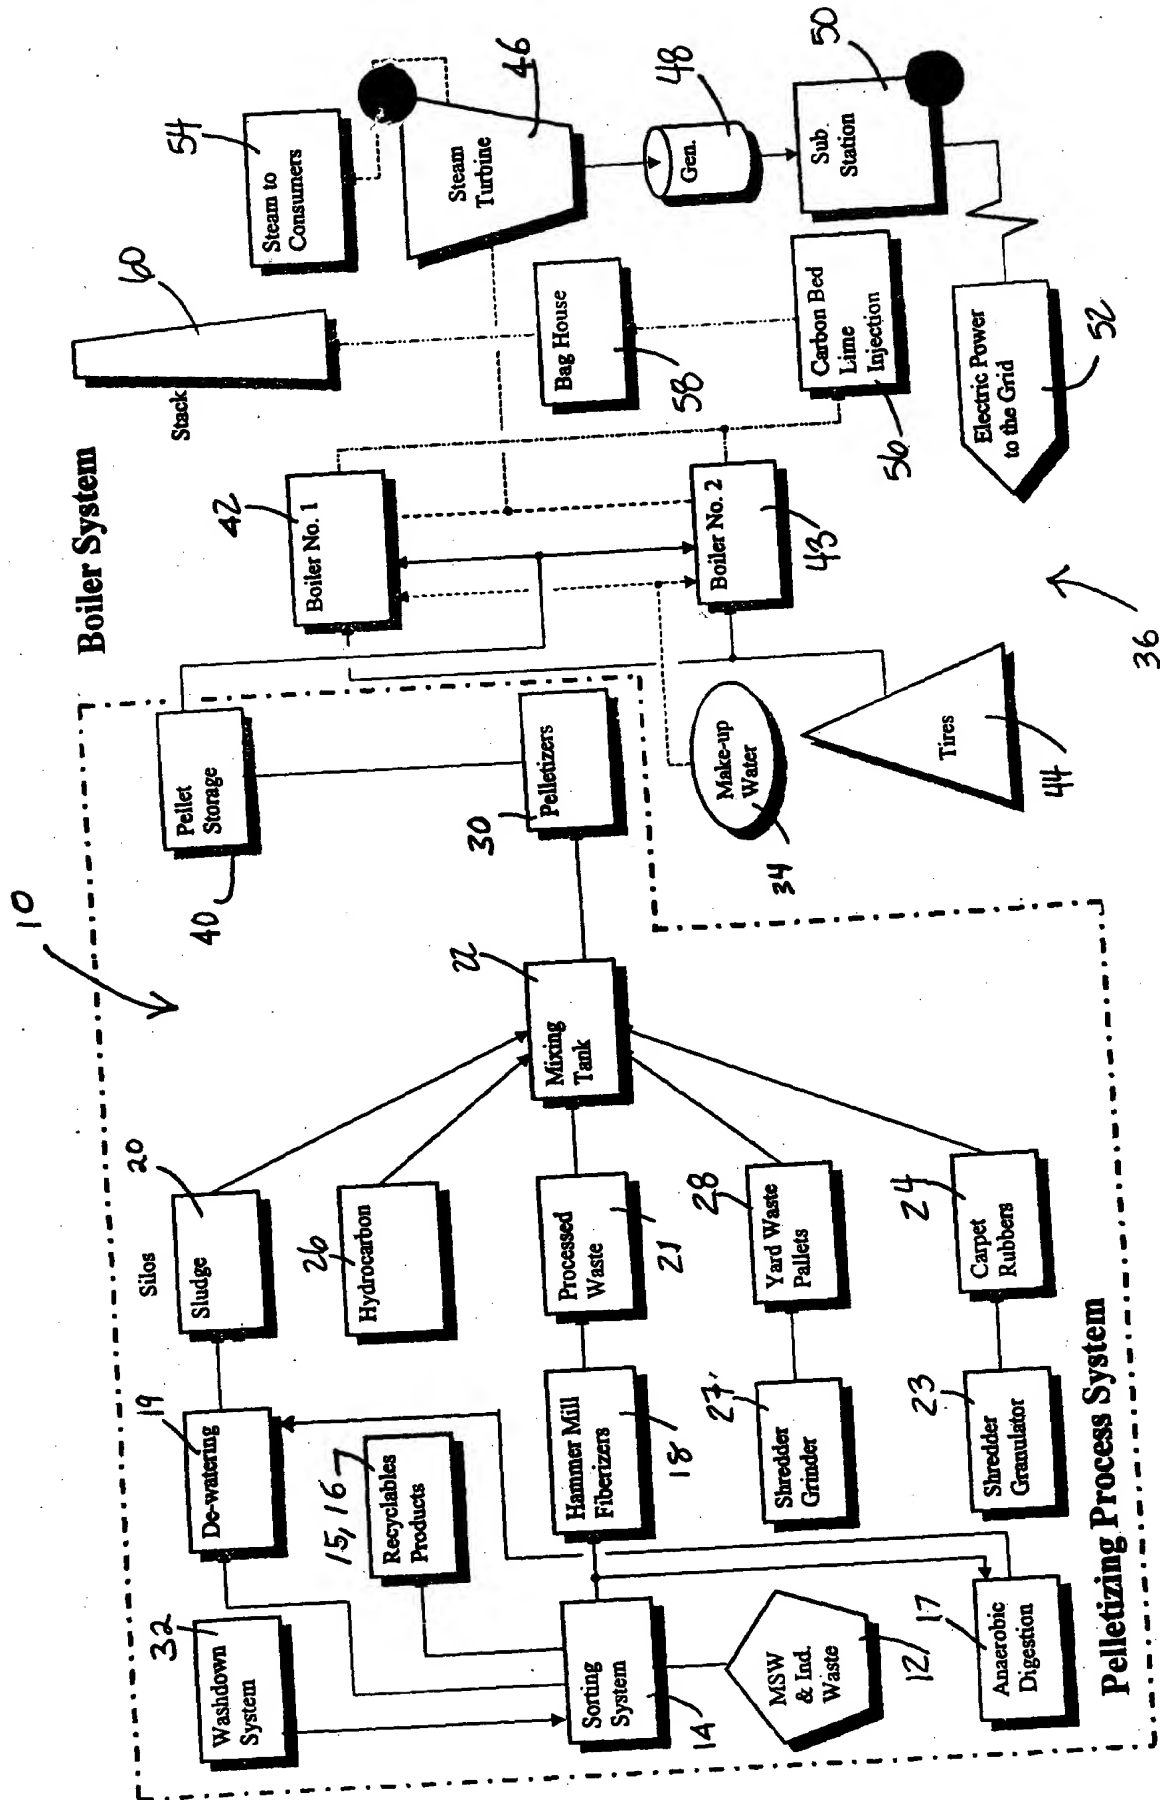 10
Boiler System
Pelletizing Process System
32
Washdown
System
19
De-watering
Silos
20
Sludge
40
Pellet
Storage
42
Boiler No. 1
Stack
60
54
Steam to
Consumers
15, 16
Recyclables
Products
26
Hydrocarbon
14
Sorting
System
18
Hammer Mill
Fiberizers
21
Processed
Waste
22
Mixing
Tank
30
Pelletizers
58
Bag House
46
Steam
Turbine
48
Gen.
12
MSW
& Ind.
Waste
27
Shredder
Grinder
28
Yard Waste
Pallets
34
Make-up
Water
43
Boiler No. 2
56
Carbon Bed
Lime
Injection
50
Sub
Station
17
Anaerobic
Digestion
23
Shredder
Granulator
24
Carpet
Rubbers
44
Tires
52
Electric Power
to the Grid
36